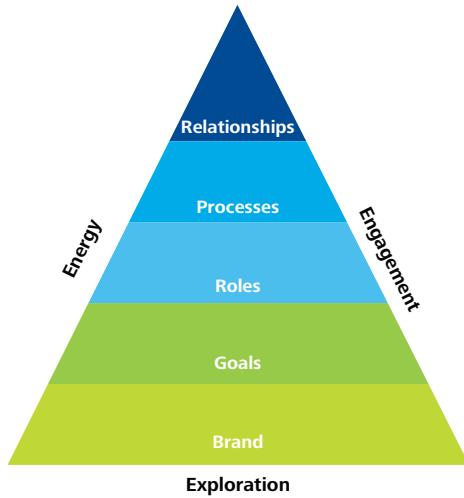 Relationships
Processes
Energy
Engagement
Roles
Goals
Brand
Exploration